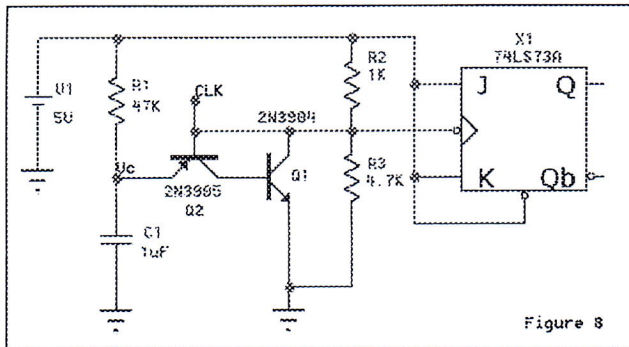 X1
74LS73A
R2
1K
J
Q
V1
5V
R1
47K
CLK
2N3904
Vc
Q1
R3
4.7K
K
Qb
2N3905
Q2
C1
1uF
Figure 8